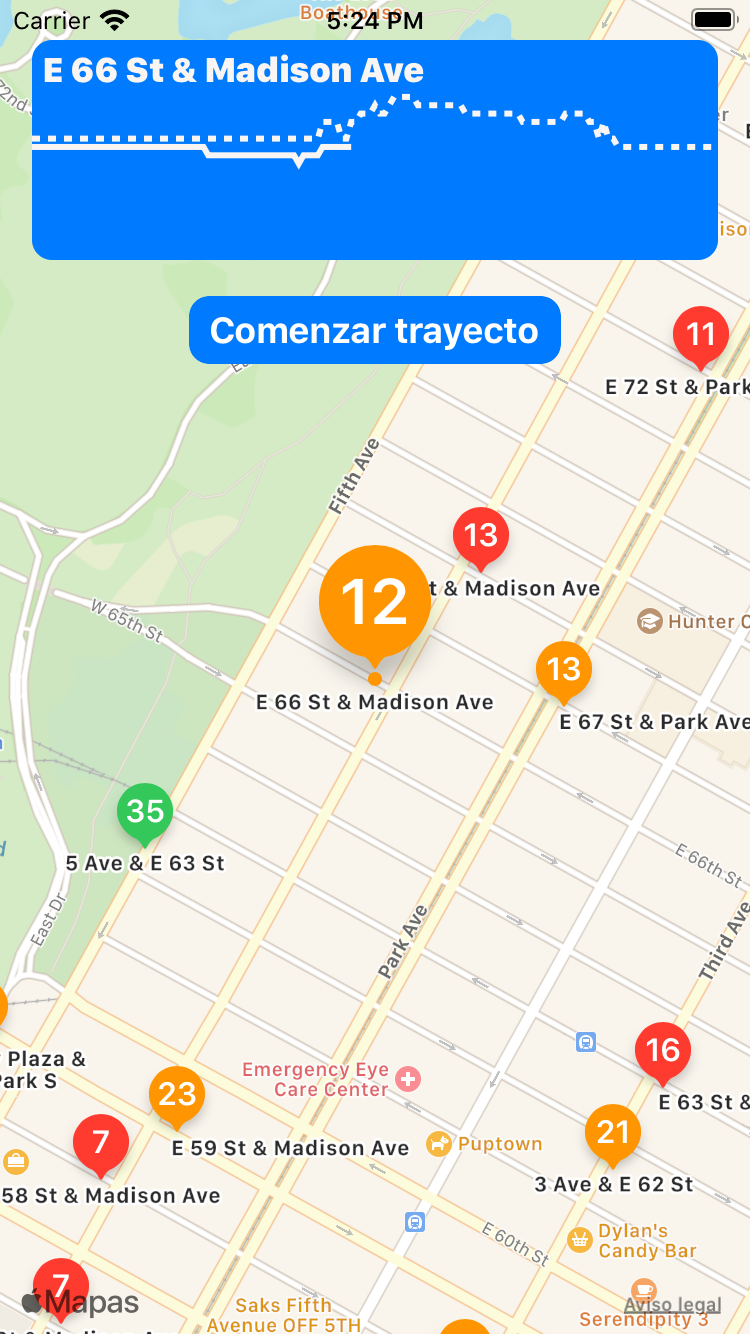 Carrier
5:24 PM
Boathouse
72nd
E 66 St & Madison Ave
Comenzar trayecto
11
E 72 St & Park
Fifth Ave
13
t & Madison Ave
12
W 65th St
Hunter C
13
E 66 St & Madison Ave
E 67 St & Park Ave
35
5 Ave & E 63 St
E 66th St
East Dr
Park Ave
Third Ave
Plaza &
Park S
Emergency Eye
Care Center
16
E 63 St &
23
E 59 St & Madison Ave
21
Puptown
7
3 Ave & E 62 St
58 St & Madison Ave
E 60th St
Dylan's
Candy Bar
7
Mapas
Saks Fifth
Avenue OFF 5TH
Aviso legal
Serendipity 3